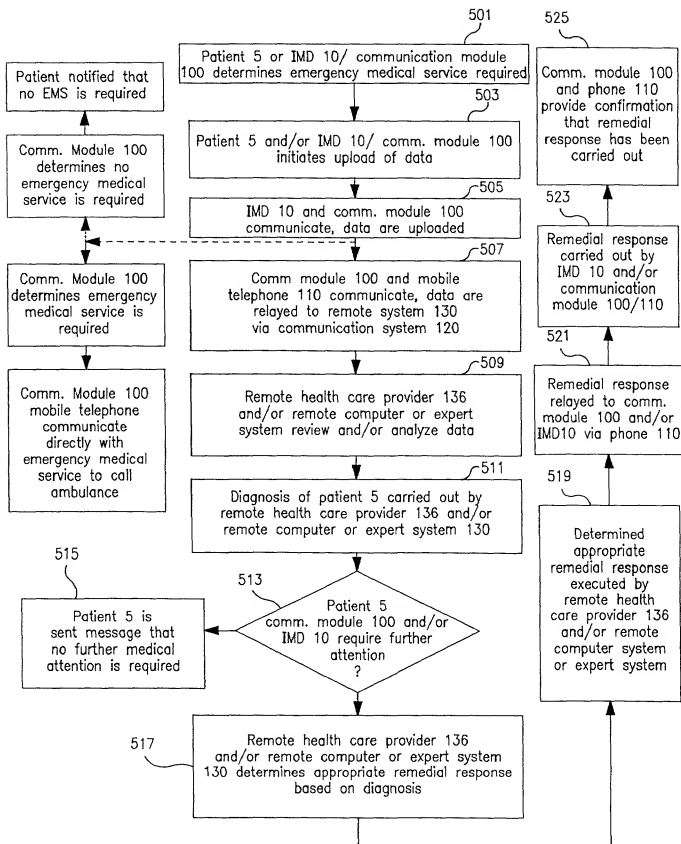 501
Patient 5 or IMD 10/ communication module
100 determines emergency medical service required
503
Patient 5 and/or IMD 10/ comm. module 100
initiates upload of data
505
IMD 10 and comm. module 100
communicate, data are uploaded
Patient notified that
no EMS is required
Comm. Module 100
determines no
emergency medical
service is required
Comm. Module 100
determines emergency
medical service is
required
Comm. Module 100
mobile telephone
communicate
directly with
emergency medical
service to call
ambulance
507
Comm module 100 and mobile
telephone 110 communicate, data are
relayed to remote system 130
via communication system 120
509
Remote health care provider 136
and/or remote computer or expert
system review and/or analyze data
511
Diagnosis of patient 5 carried out by
remote health care provider 136 and/or
remote computer or expert system 130
513
Patient 5
comm. module 100 and/or
IMD 10 require further
attention
?
515
Patient 5 is
sent message that
no further medical
attention is required
517
Remote health care provider 136
and/or remote computer or expert system
130 determines appropriate remedial response
based on diagnosis
519
Determined
appropriate
remedial response
executed by
remote health
care provider 136
and/or remote
computer system
or expert system
521
Remedial response
relayed to comm.
module 100 and/or
IMD10 via phone 110
523
Remedial response
carried out by
IMD 10 and/or
communication
module 100/110
525
Comm. module 100
and phone 110
provide confirmation
that remedial
response has been
carried out